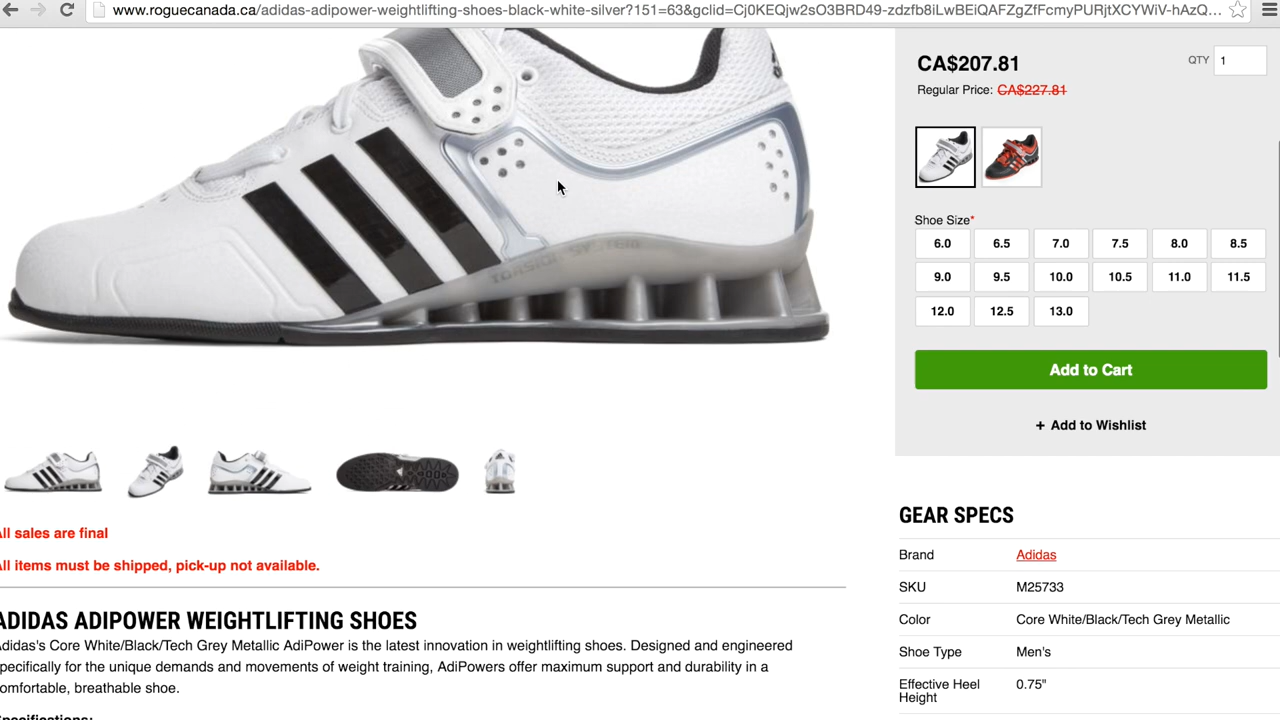 www.roguecanada.ca/adidas-adipower-weightlifting-shoes-black-white-silver?151=63&gclid=Cj0KEQjw2sO3BRD49-zdzfb8iLwBEiQAFZgZfFcmyPURjtXCYWiV-hAzQ...
CA$207.81
QTY 1
Regular Price: CA$227.81
TORSION SYSTEM
Shoe Size*
6.0 6.5 7.0 7.5 8.0 8.5
9.0 9.5 10.0 10.5 11.0 11.5
12.0 12.5 13.0
Add to Cart
+ Add to Wishlist
All sales are final
All items must be shipped, pick-up not available.
ADIDAS ADIPOWER WEIGHTLIFTING SHOES
Adidas's Core White/Black/Tech Grey Metallic AdiPower is the latest innovation in weightlifting shoes. Designed and engineered
specifically for the unique demands and movements of weight training, AdiPowers offer maximum support and durability in a
comfortable, breathable shoe.
Specifications:
GEAR SPECS
Brand Adidas
SKU M25733
Color Core White/Black/Tech Grey Metallic
Shoe Type Men's
Effective Heel 0.75"
Height